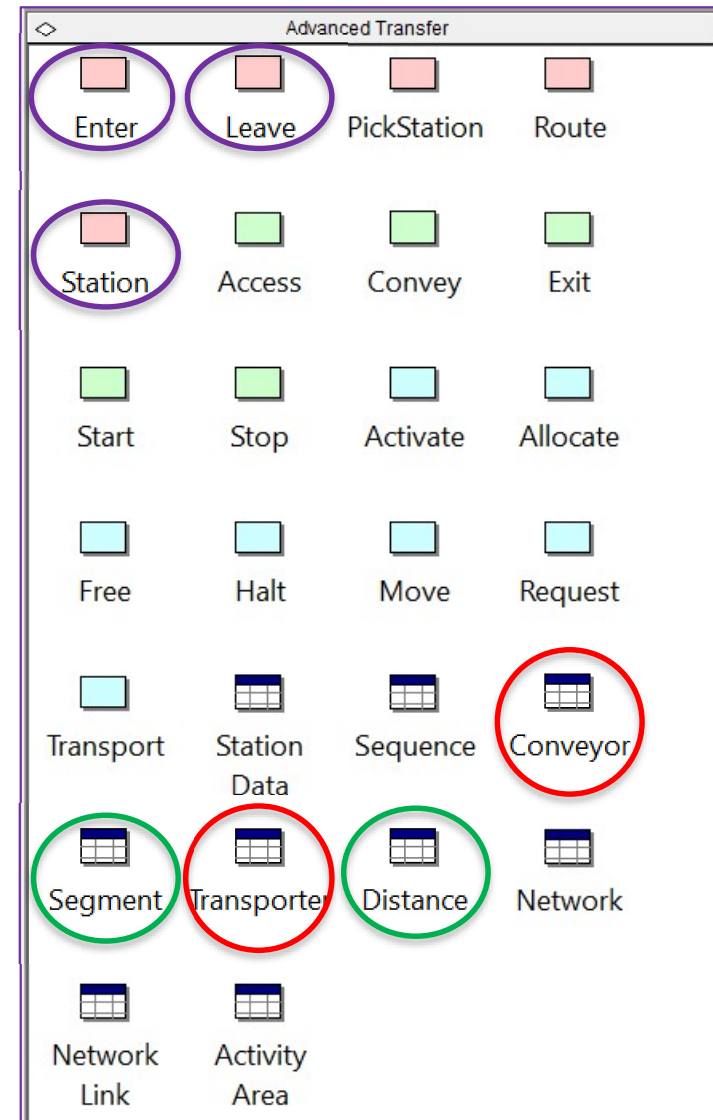 Advanced Transfer
Enter Leave PickStation Route
Station Access Convey Exit
Start Stop Activate Allocate
Free Halt Move Request
Transport Station Sequence Conveyor
Data
Segment Transporter Distance Network
Network Activity
Link Area